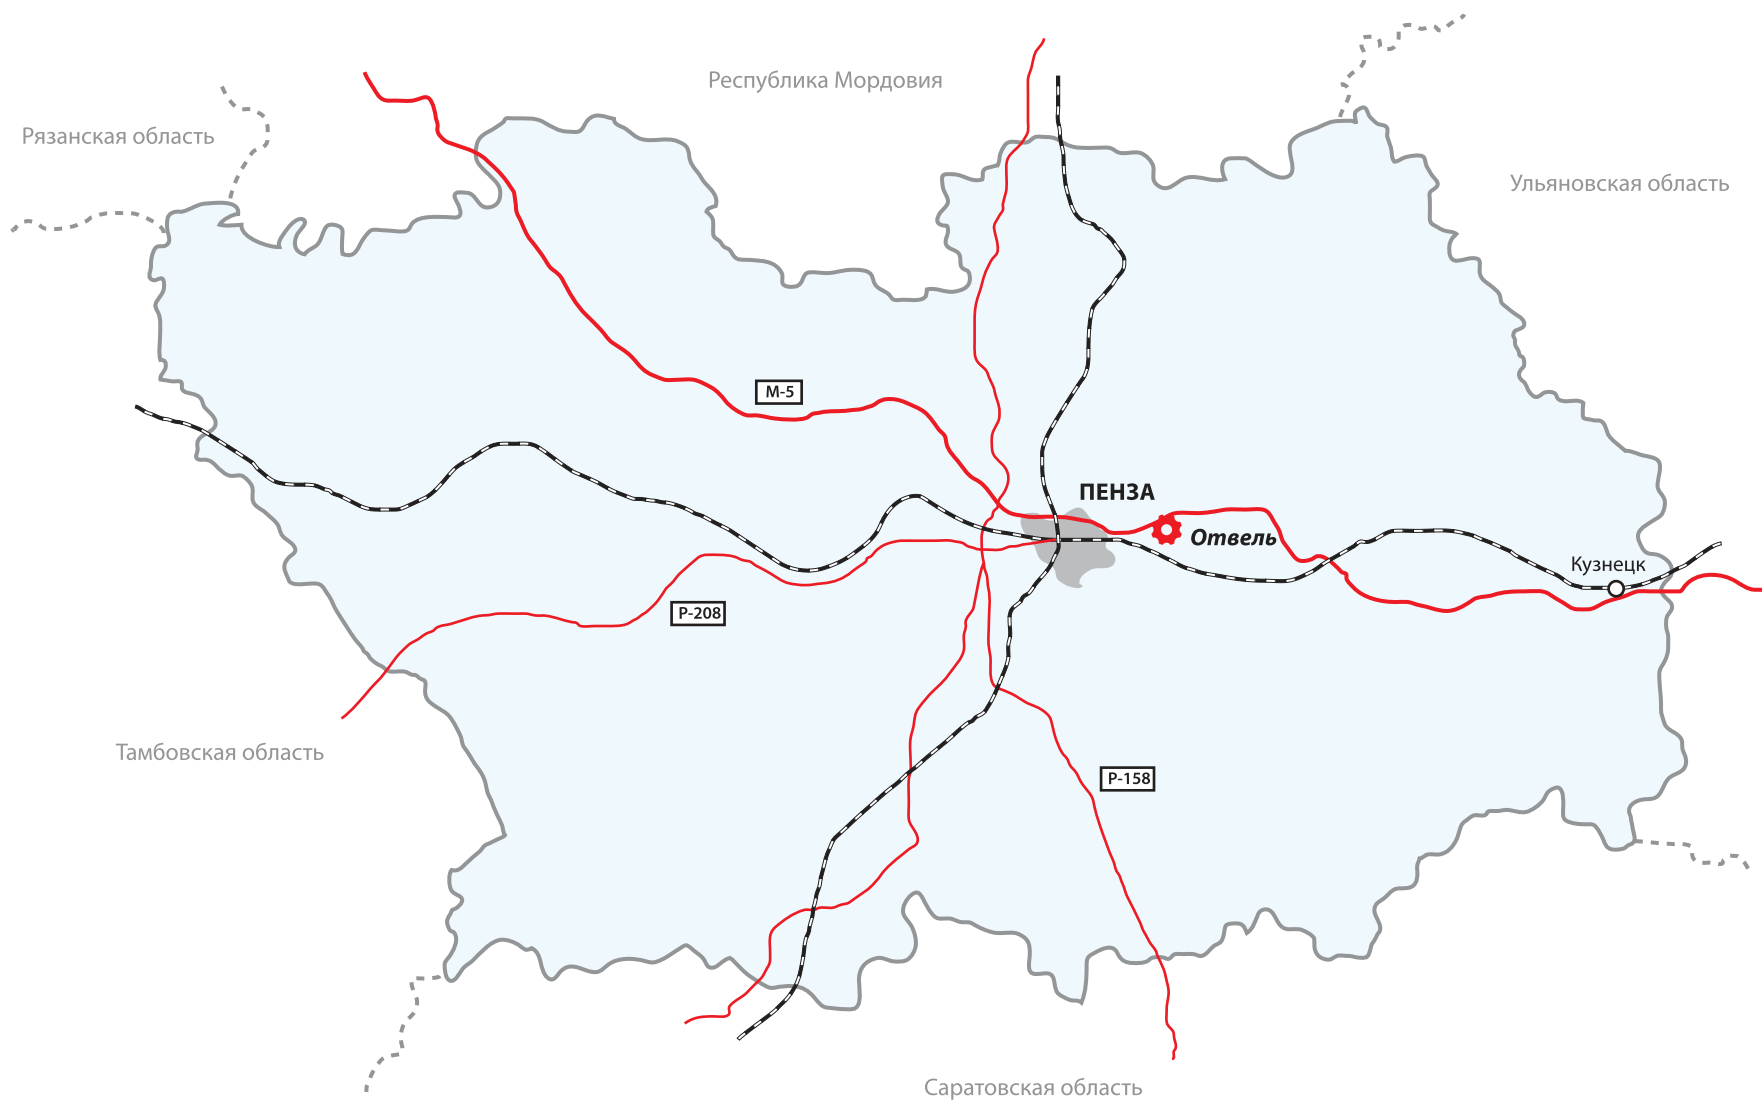 Республика Мордовия
Рязанская область
Ульяновская область
М-5
ПЕНЗА
Отвель
Кузнецк
Р-208
Тамбовская область
Р-158
Саратовская область